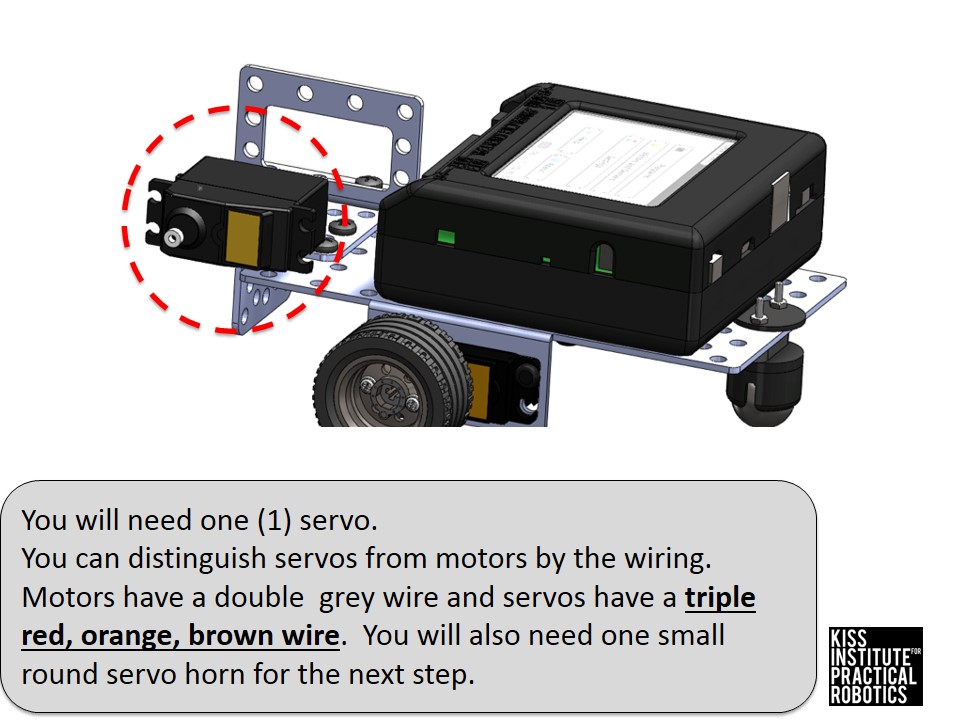 You will need one (1) servo.
You can distinguish servos from motors by the wiring.
Motors have a double  grey wire and servos have a triple
red, orange, brown wire.  You will also need one small
round servo horn for the next step.
KISS
INSTITUTE FOR
PRACTICAL
ROBOTICS